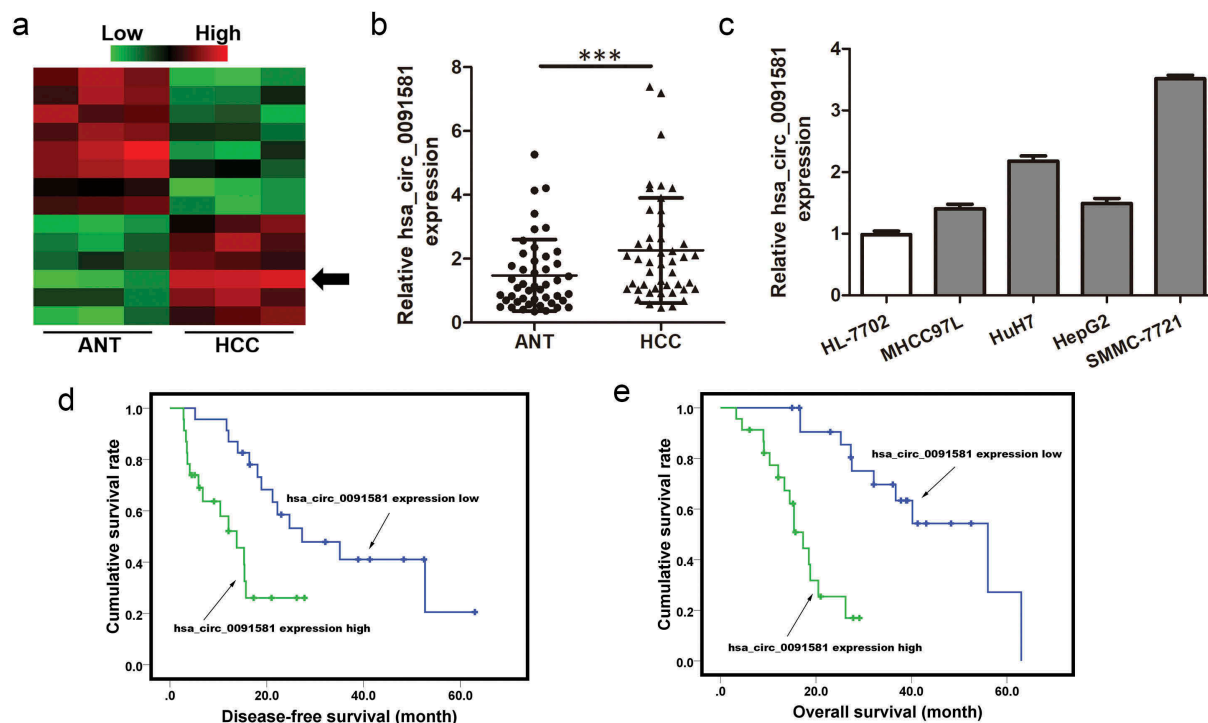 a
Low High
ANT HCC
b
***
Relative hsa_circ_0091581
expression
8
6
4
2
0
ANT HCC
c
Relative hsa_circ_0091581
expression
4
3
2
1
0
HL-7702 MHCC97L HuH7 HepG2 SMMC-7721
d
Cumulative survival rate
1.0
0.8
0.6
0.4
0.2
0.0
hsa_circ_0091581 expression low
hsa_circ_0091581 expression high
.0 20.0 40.0 60.0
Disease-free survival (month)
e
Cumulative survival rate
1.0
0.8
0.6
0.4
0.2
0.0
hsa_circ_0091581 expression low
hsa_circ_0091581 expression high
.0 20.0 40.0 60.0
Overall survival (month)